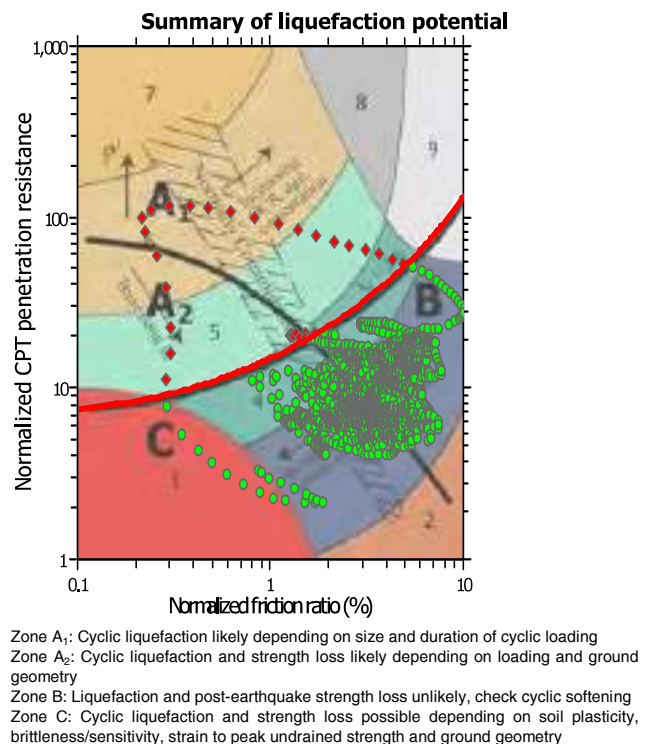 Summary of liquefaction potential
1,000
100
10
1
Normalized CPT penetration resistance
7
8
9
A1
A2
5
B
C
1
4
2
0.1
1
10
Normalized friction ratio (%)
Zone A1: Cyclic liquefaction likely depending on size and duration of cyclic loading
Zone A2: Cyclic liquefaction and strength loss likely depending on loading and ground
geometry
Zone B: Liquefaction and post-earthquake strength loss unlikely, check cyclic softening
Zone C: Cyclic liquefaction and strength loss possible depending on soil plasticity,
brittleness/sensitivity, strain to peak undrained strength and ground geometry